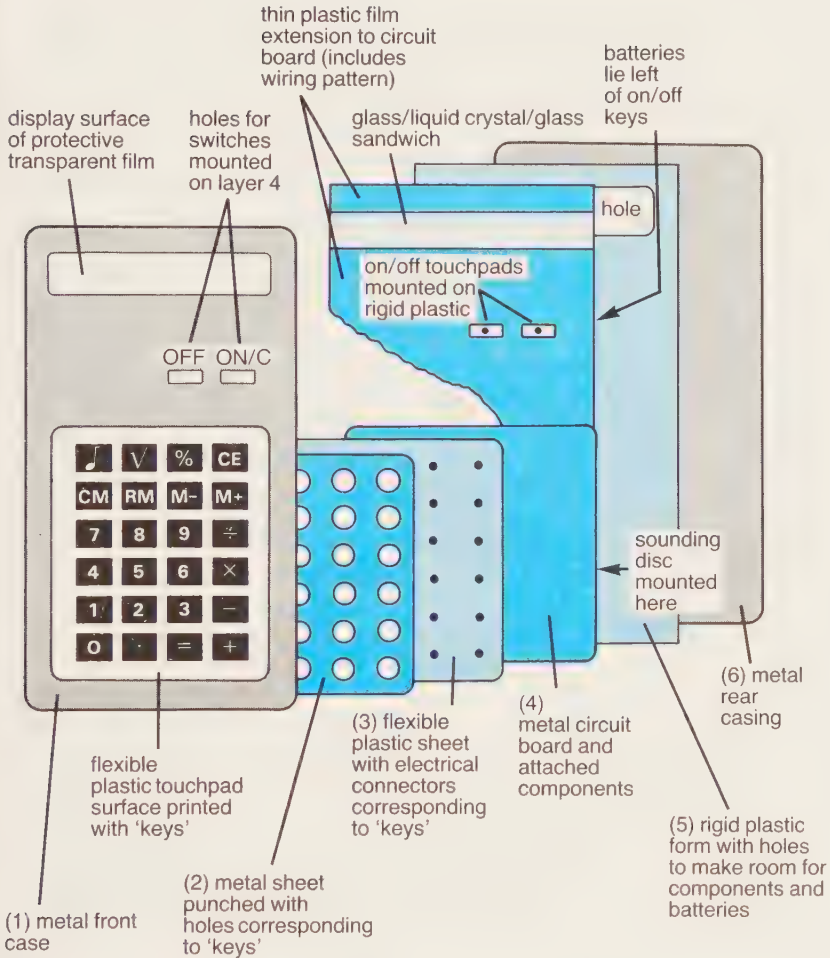 thin plastic film
extension to circuit
board (includes
wiring pattern)
batteries
lie left
of on/off
keys
display surface
of protective
transparent film
holes for
switches
mounted
on layer 4
glass/liquid crystal/glass
sandwich
hole
on/off touchpads
mounted on
rigid plastic
OFF ON/C
♪ √ % CE
CM RM M- M+
7 8 9 ÷
4 5 6 ×
1 2 3 −
0 . = +
sounding
disc
mounted
here
(6) metal
rear
casing
(3) flexible
plastic sheet
with electrical
connectors
corresponding
to ‘keys’
(4)
metal circuit
board and
attached
components
flexible
plastic touchpad
surface printed
with ‘keys’
(5) rigid plastic
form with holes
to make room for
components and
batteries
(2) metal sheet
punched with
holes corresponding
to ‘keys’
(1) metal front
case